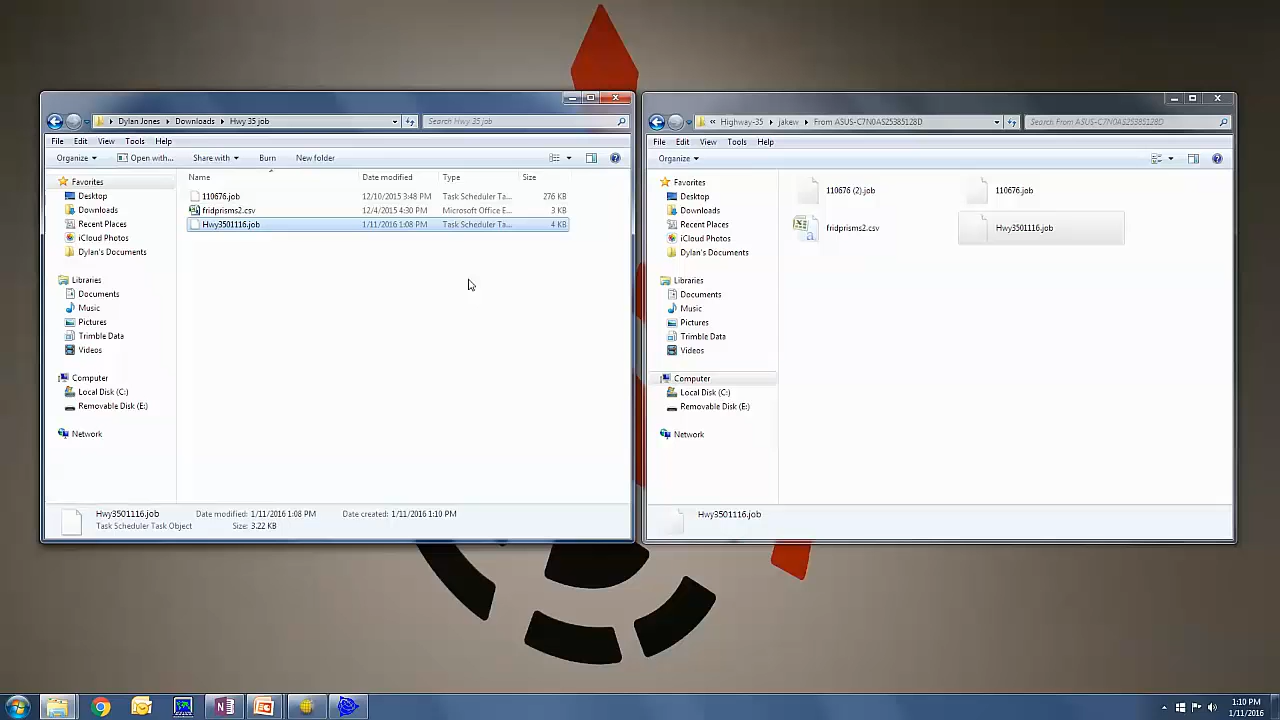 Dylan Jones Downloads Hwy 35 job
Search Hwy 35 job
File Edit View Tools Help
Organize Open with... Share with Burn New folder
Name Date modified Type Size
110676.job 12/10/2015 3:48 PM Task Scheduler Ta... 276 KB
fridprisms2.csv 12/4/2015 4:30 PM Microsoft Office E... 3 KB
Hwy3501116.job 1/11/2016 1:08 PM Task Scheduler Ta... 4 KB
Favorites
Desktop
Downloads
Recent Places
iCloud Photos
Dylan's Documents
Libraries
Documents
Music
Pictures
Trimble Data
Videos
Computer
Local Disk (C:)
Removable Disk (E:)
Network
Hwy3501116.job Date modified: 1/11/2016 1:08 PM Date created: 1/11/2016 1:10 PM
Task Scheduler Task Object Size: 3.22 KB
« Highway-35 jakew From ASUS-C7N0AS25385128D
Search From ASUS-C7N0AS25385128D
File Edit View Tools Help
Organize
110676 (2).job 110676.job
fridprisms2.csv Hwy3501116.job
Favorites
Desktop
Downloads
Recent Places
iCloud Photos
Dylan's Documents
Libraries
Documents
Music
Pictures
Trimble Data
Videos
Computer
Local Disk (C:)
Removable Disk (E:)
Network
Hwy3501116.job
1:10 PM
1/11/2016